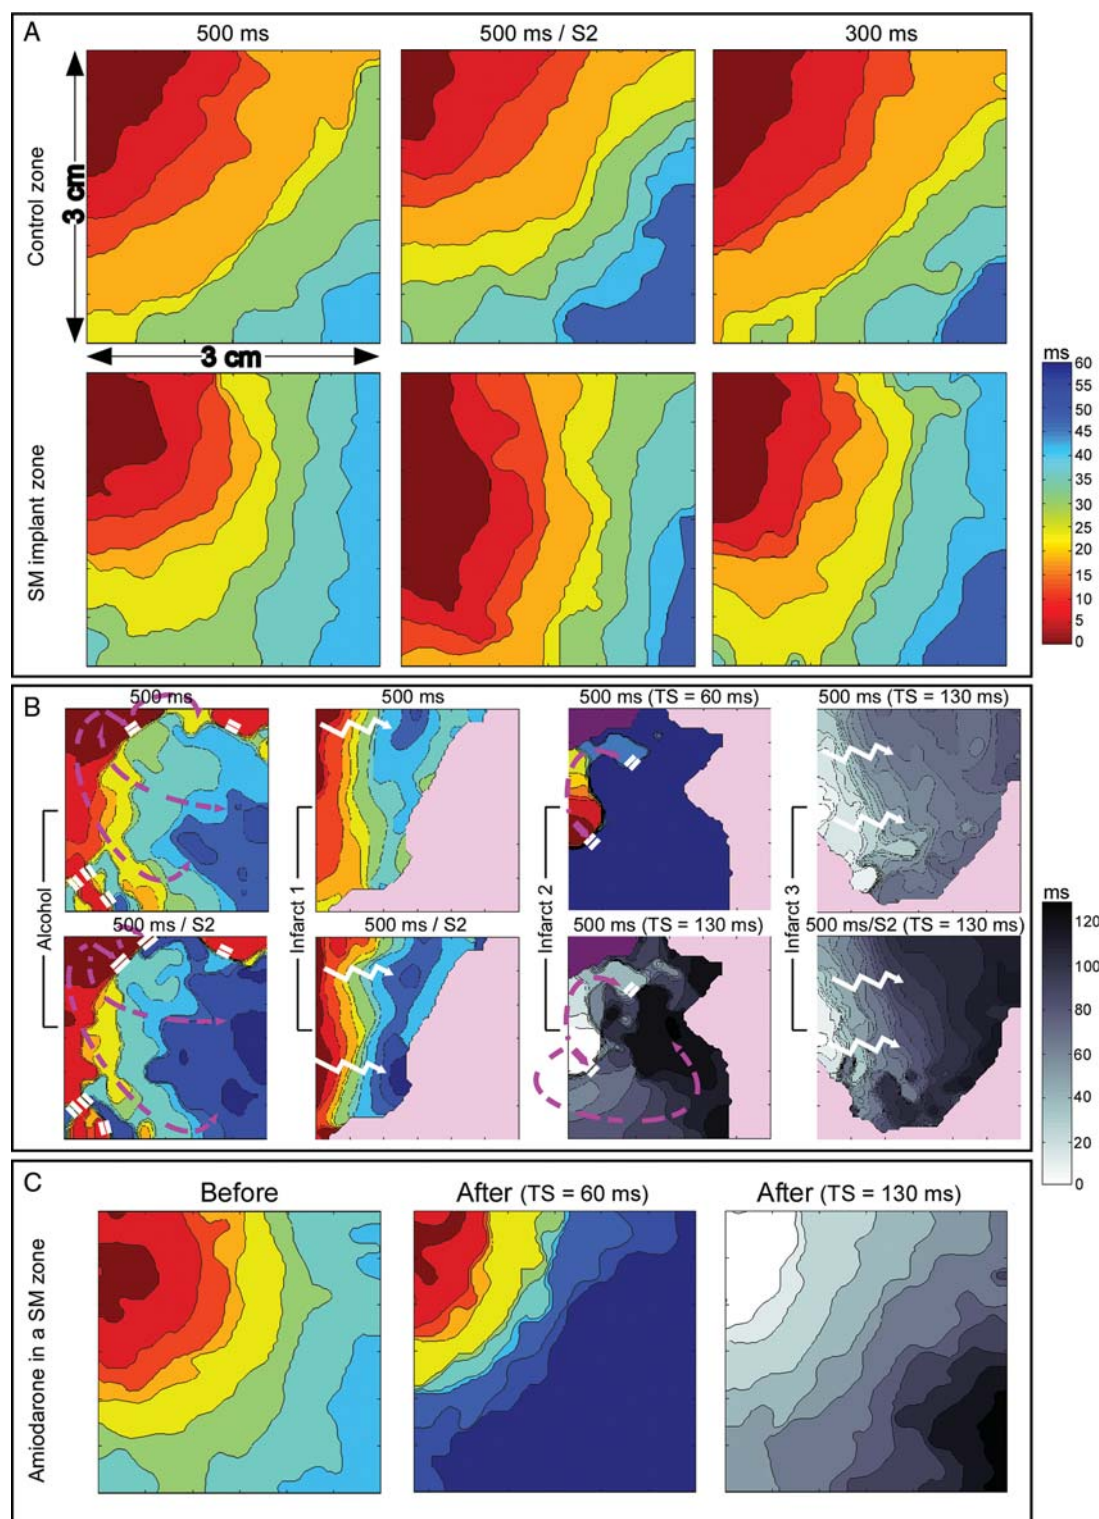 A
500 ms
500 ms / S2
300 ms
Control zone
3 cm
3 cm
SM implant zone
ms
60
50
45
40
35
30
25
20
15
10
5
0
B
500 ms
500 ms
500 ms (TS = 60 ms)
500 ms (TS = 130 ms)
Alcohol
Infarct 1
Infarct 2
Infarct 3
500 ms / S2
500 ms / S2
500 ms (TS = 130 ms)
500 ms/S2 (TS = 130 ms)
ms
120
100
80
60
40
20
0
C
Before
After (TS = 60 ms)
After (TS = 130 ms)
Amiodarone in a SM zone